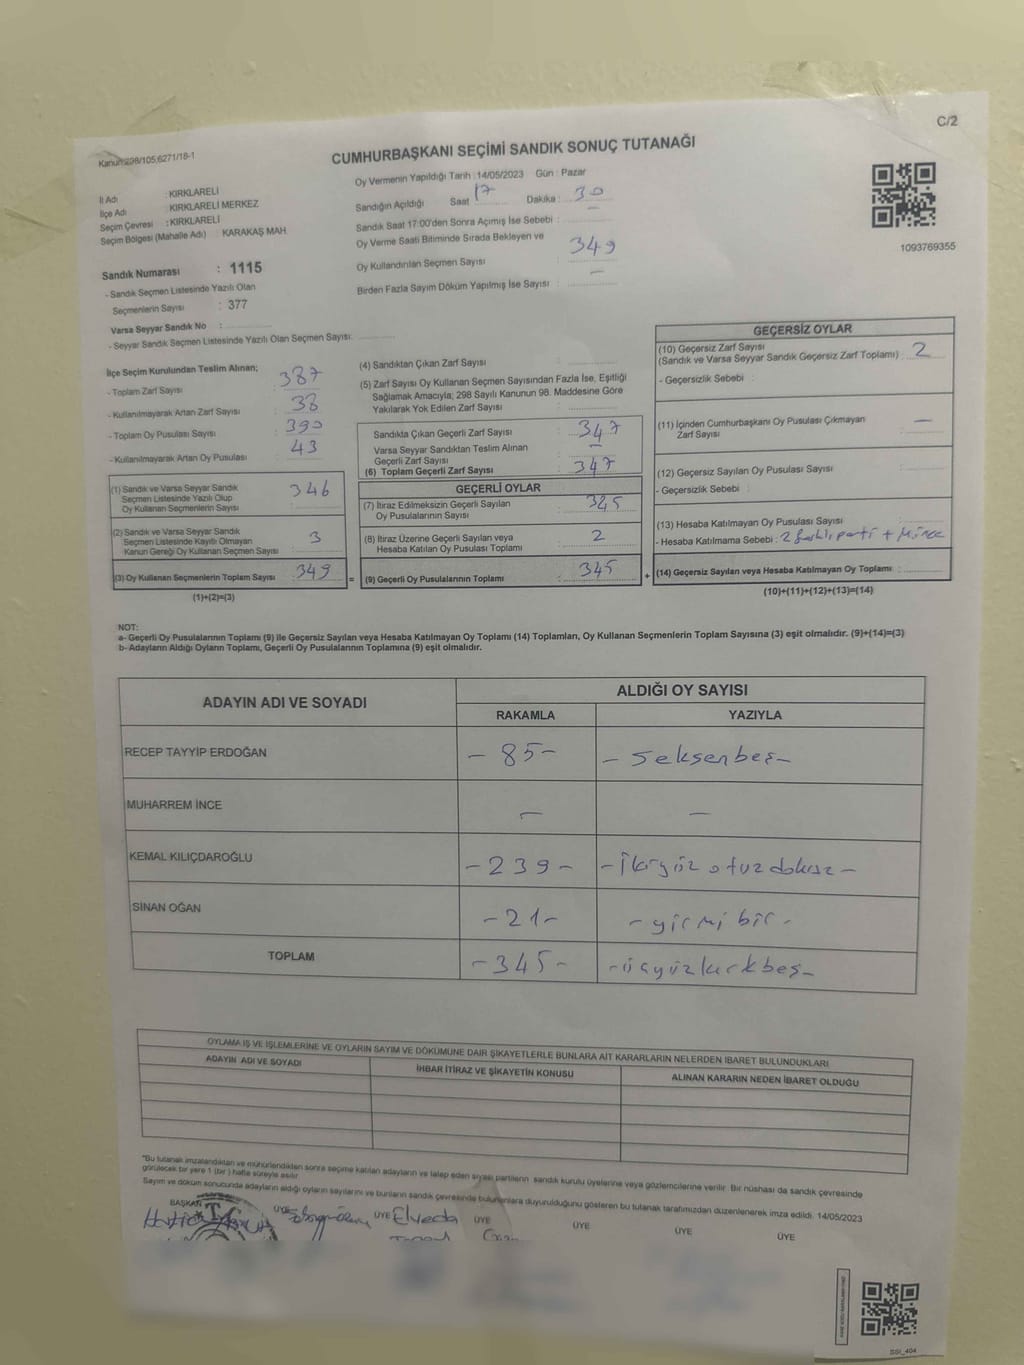 C/2
Kanun:298/105,6271/18-1
CUMHURBAŞKANI SEÇİMİ SANDIK SONUÇ TUTANAĞI
İl Adı : KIRKLARELİ
İlçe Adı : KIRKLARELİ MERKEZ
Seçim Çevresi : KIRKLARELİ
Seçim Bölgesi (Mahalle Adı) : KARAKAŞ MAH
Sandık Numarası : 1115
- Sandık Seçmen Listesinde Yazılı Olan
Seçmenlerin Sayısı : 377
Varsa Seyyar Sandık No :
- Seyyar Sandık Seçmen Listesinde Yazılı Olan Seçmen Sayısı:
Oy Vermenin Yapıldığı Tarih : 14/05/2023 Gün : Pazar
Sandığın Açıldığı Saat 17 Dakika : 30
Sandık Saat 17:00'den Sonra Açımış İse Sebebi : –
Oy Verme Saati Bitiminde Sırada Bekleyen ve
Oy Kullandırılan Seçmen Sayısı : 349
Birden Fazla Sayım Döküm Yapılmış İse Sayısı : –
1093769355
İlçe Seçim Kurulundan Teslim Alınan;
- Toplam Zarf Sayısı : 387
- Kullanılmayarak Artan Zarf Sayısı : 38
- Toplam Oy Pusulası Sayısı : 390
- Kullanılmayarak Artan Oy Pusulası : 43
(1) Sandık ve Varsa Seyyar Sandık
Seçmen Listesinde Yazılı Olup
Oy Kullanan Seçmenlerin Sayısı : 346
(2) Sandık ve Varsa Seyyar Sandık
Seçmen Listesinde Kayıtlı Olmayan
Kanun Gereği Oy Kullanan Seçmen Sayısı : 3
(3) Oy Kullanan Seçmenlerin Toplam Sayısı : 349 =
(1)+(2)=(3)
(4) Sandıktan Çıkan Zarf Sayısı :
(5) Zarf Sayısı Oy Kullanan Seçmen Sayısından Fazla İse, Eşitliği
Sağlamak Amacıyla; 298 Sayılı Kanunun 98. Maddesine Göre
Yakılarak Yok Edilen Zarf Sayısı :
Sandıkta Çıkan Geçerli Zarf Sayısı : 347
Varsay Seyyar Sandıktan Teslim Alınan
Geçerli Zarf Sayısı : –
(6) Toplam Geçerli Zarf Sayısı : 347
GEÇERLİ OYLAR
(7) İtiraz Edilmeksizin Geçerli Sayılan
Oy Pusulalarının Sayısı : 345
(8) İtiraz Üzerine Geçerli Sayılan veya
Hesaba Katılan Oy Pusulası Toplamı : 2
(9) Geçerli Oy Pusulalarının Toplamı : 345 +
GEÇERSİZ OYLAR
(10) Geçersiz Zarf Sayısı
(Sandık ve Varsa Seyyar Sandık Geçersiz Zarf Toplamı) : 2
- Geçersizlik Sebebi :
(11) İçinden Cumhurbaşkanı Oy Pusulası Çıkmayan
Zarf Sayısı : –
(12) Geçersiz Sayılan Oy Pusulası Sayısı :
- Geçersizlik Sebebi :
(13) Hesaba Katılmayan Oy Pusulası Sayısı :
- Hesaba Katılmama Sebebi : 2 farklı parti +
(14) Geçersiz Sayılan veya Hesaba Katılmayan Oy Toplamı :
(10)+(11)+(12)+(13)=(14)
NOT:
a- Geçerli Oy Pusulalarının Toplamı (9) ile Geçersiz Sayılan veya Hesaba Katılmayan Oy Toplamı (14) Toplamları, Oy Kullanan Seçmenlerin Toplam Sayısına (3) eşit olmalıdır. (9)+(14)=(3)
b- Adayların Aldığı Oyların Toplamı, Geçerli Oy Pusulalarının Toplamına (9) eşit olmalıdır.
ADAYIN ADI VE SOYADI
ALDIĞI OY SAYISI
RAKAMLA YAZIYLA
RECEP TAYYİP ERDOĞAN - 85 - - Seksenbeş -
MUHARREM İNCE – –
KEMAL KILIÇDAROĞLU - 239 - - İkiyüz otuzdokuz -
SİNAN OĞAN - 21 - - yirmi bir -
TOPLAM - 345 - - üçyüzkırkbeş -
OYLAMA İŞ VE İŞLEMLERİNE VE OYLARIN SAYIM VE DÖKÜMÜNE DAİR ŞİKAYETLERLE BUNLARA AİT KARARLARIN NELERDEN İBARET BULUNDUKLARI
ADAYIN ADI VE SOYADI İHBAR İTİRAZ VE ŞİKAYETİN KONUSU ALINAN KARARIN NEDEN İBARET OLDUĞU
"Bu tutanak imzalandıktan ve mühürlendikten sonra seçime katılan adayların ve talep eden siyasi partilerin sandık kurulu üyelerine veya gözlemcilerine verilir. Bir nüshası da sandık çevresinde
görülecek bir yere 1 (bir) hafta süreyle asılır.
Sayım ve döküm sonucunda adayların aldığı oyların sayılarını ve bunların sandık çevresinde bulunanlara duyurulduğunu gösteren bu tutanak tarafımızdan düzenlenerek imza edildi. 14/05/2023
BAŞKAN ÜYE ÜYE Elveda ÜYE ÜYE ÜYE ÜYE
SSI_404